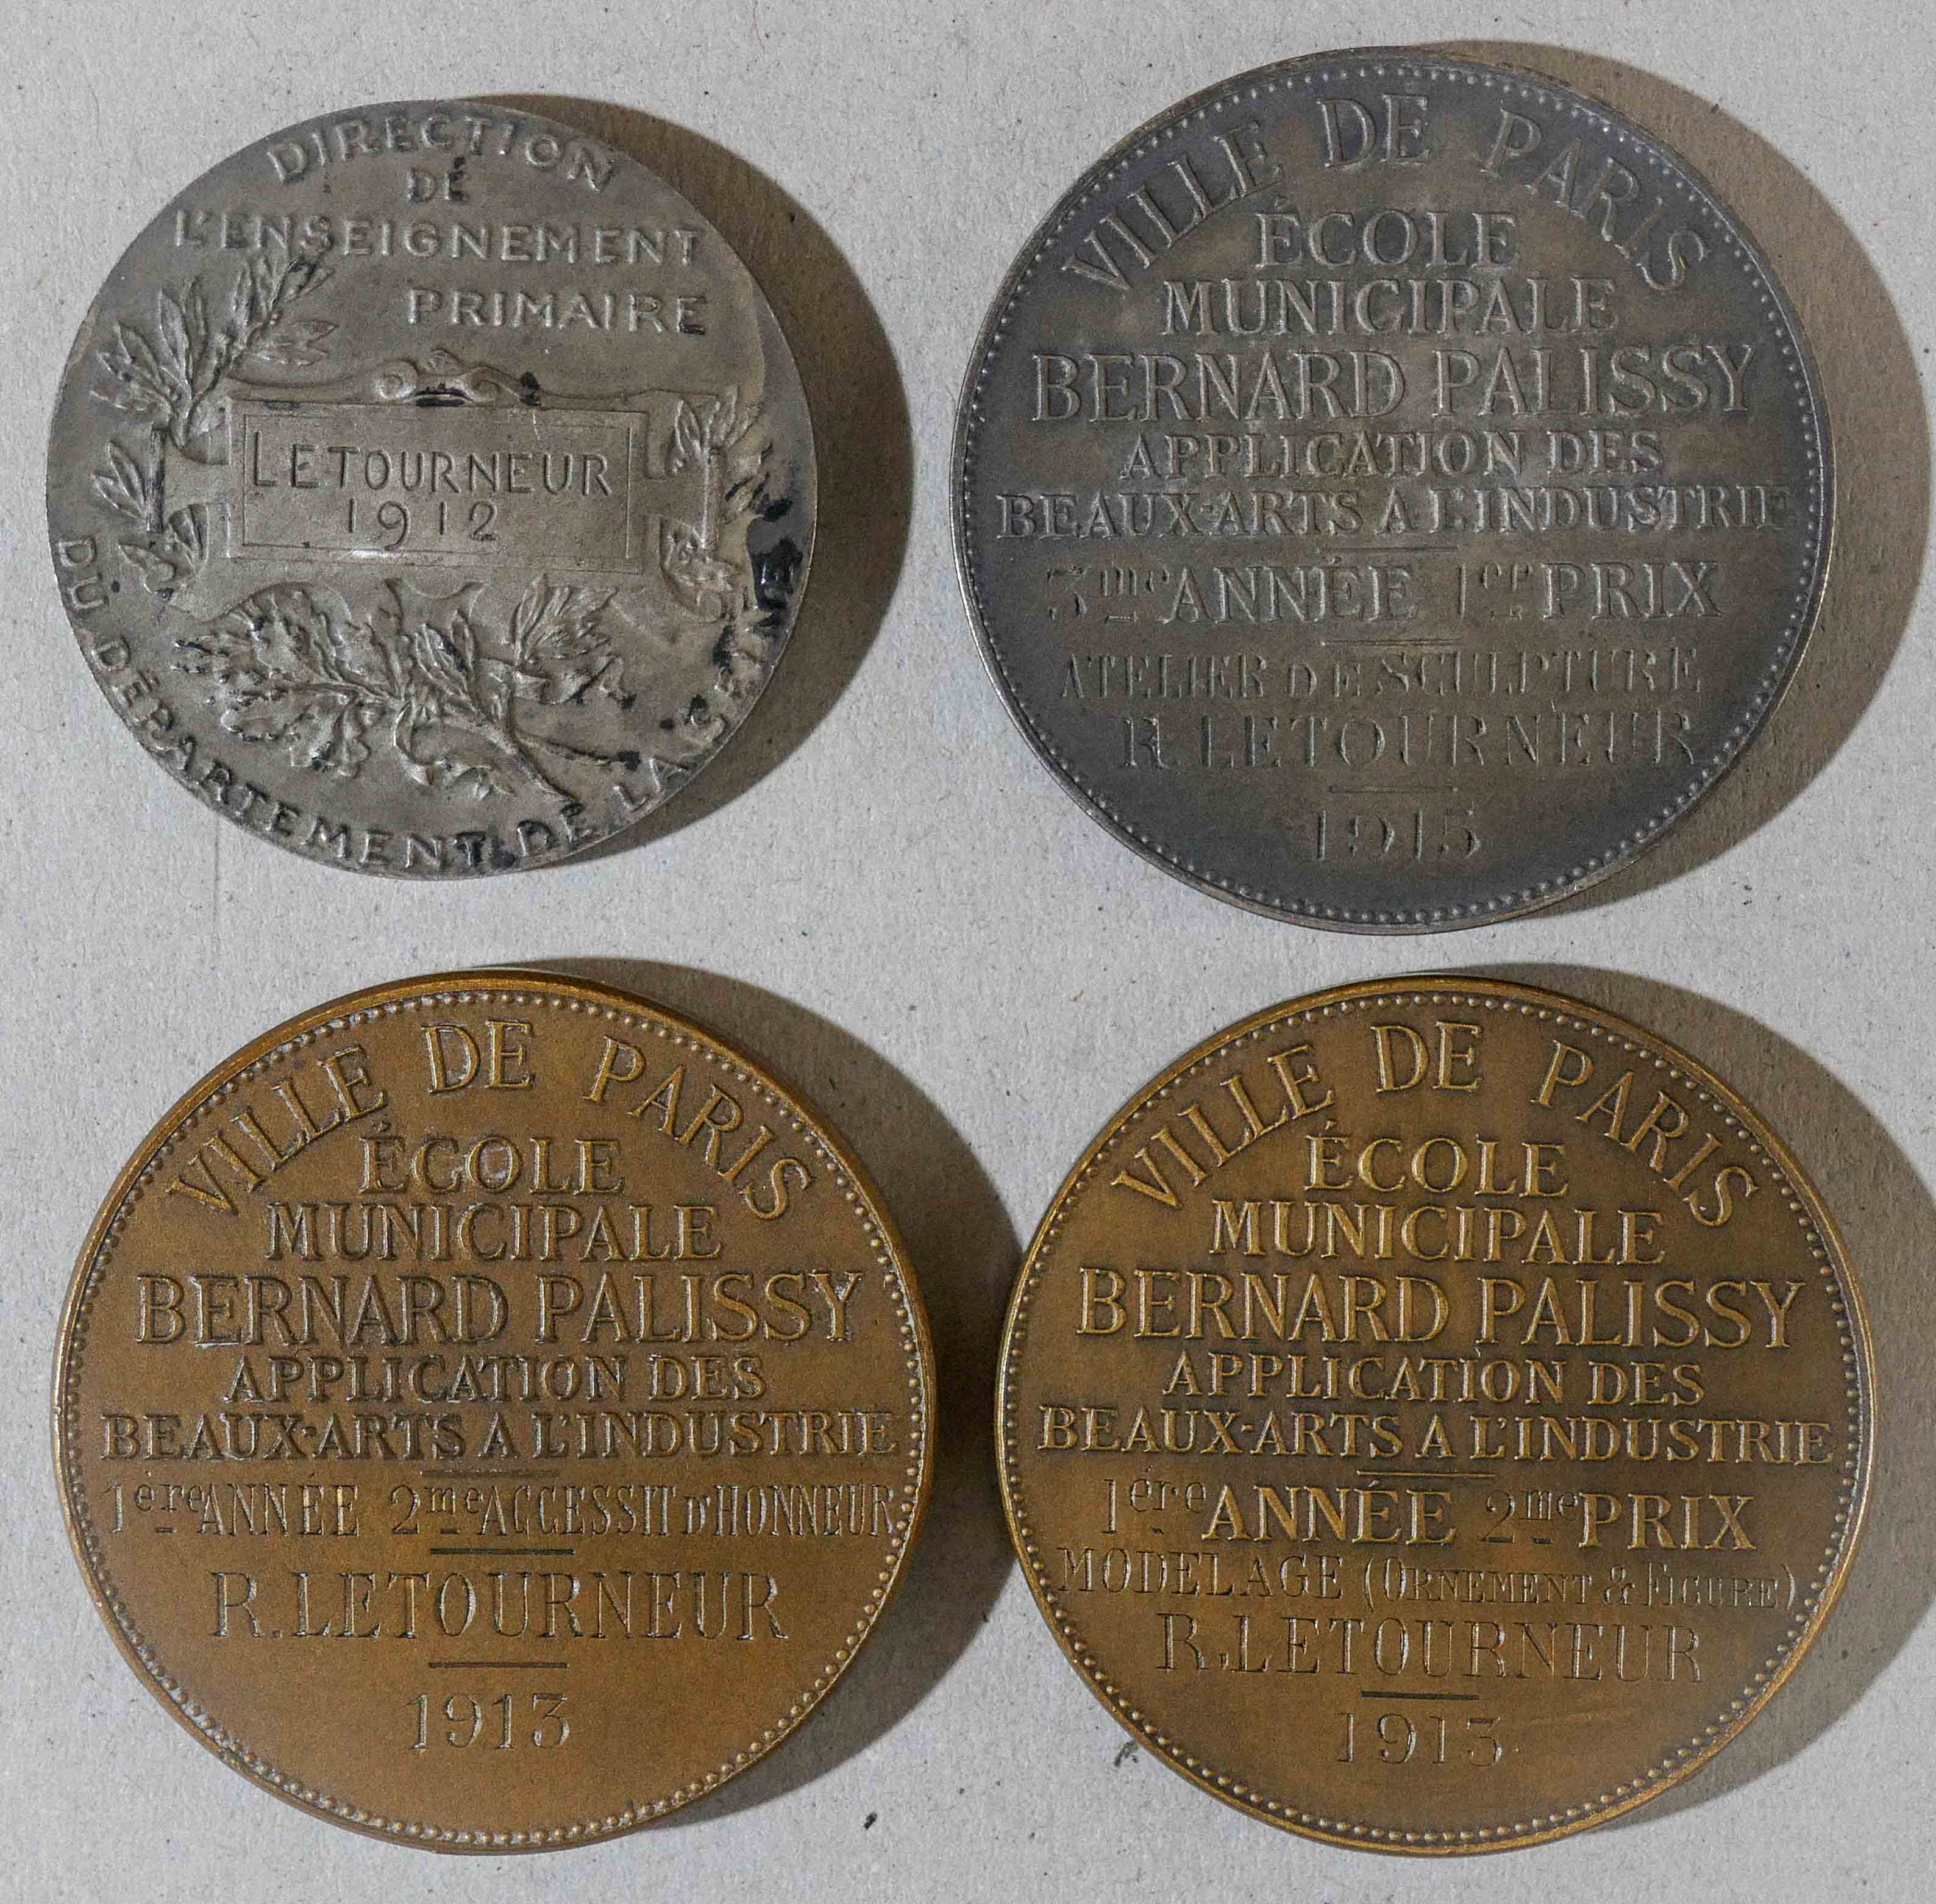 DIRECTION
DE
L'ENSEIGNEMENT
PRIMAIRE
LETOURNEUR
1912
DU DÉPARTEMENT DE LA SEINE
VILLE DE PARIS
ÉCOLE
MUNICIPALE
BERNARD PALISSY
APPLICATION DES
BEAUX-ARTS A L'INDUSTRIE
3me ANNÉE 1er PRIX
ATELIER DE SCULPTURE
R. LETOURNEUR
1915
VILLE DE PARIS
ÉCOLE
MUNICIPALE
BERNARD PALISSY
APPLICATION DES
BEAUX-ARTS A L'INDUSTRIE
1ere ANNÉE 2me ACCESSIT D'HONNEUR
R. LETOURNEUR
1913
VILLE DE PARIS
ÉCOLE
MUNICIPALE
BERNARD PALISSY
APPLICATION DES
BEAUX-ARTS A L'INDUSTRIE
1ère ANNÉE 2me PRIX
MODELAGE (ORNEMENT & FIGURE)
R. LETOURNEUR
1913